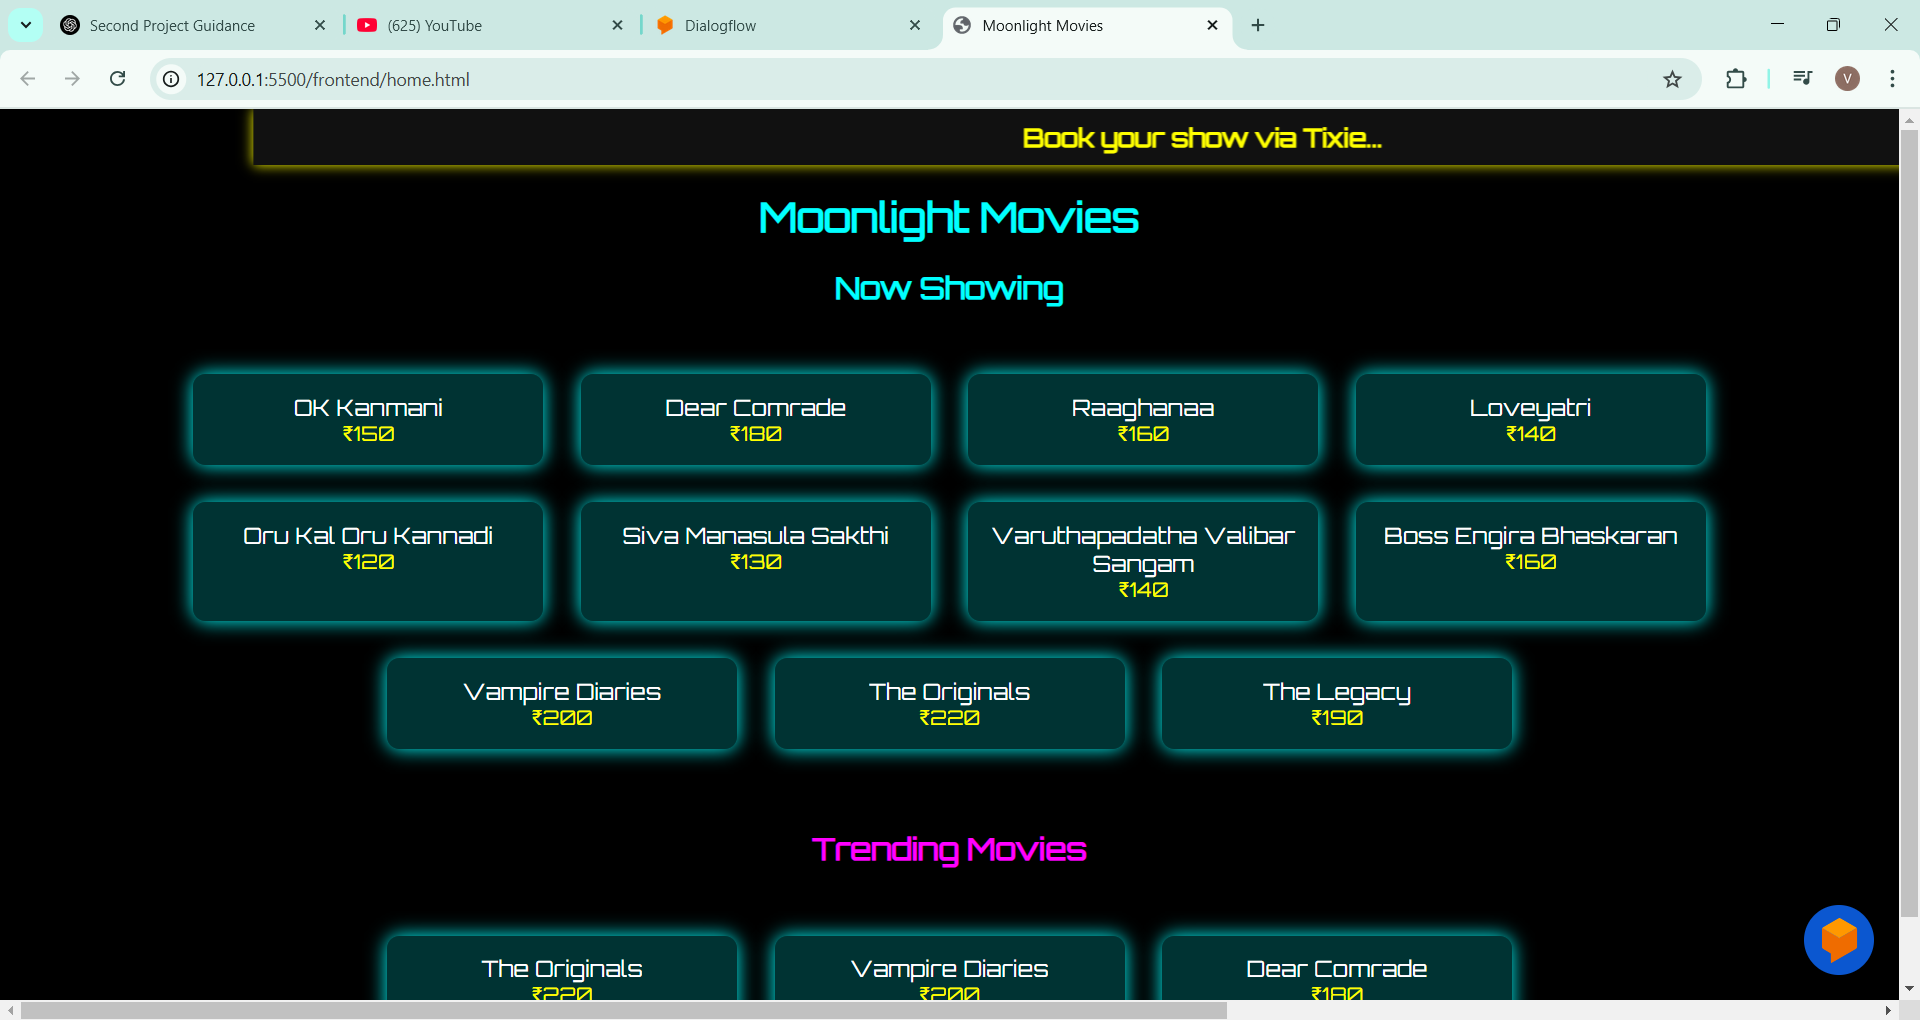 Second Project Guidance
(625) YouTube
Dialogflow
Moonlight Movies
127.0.0.1:5500/frontend/home.html
V
Book your show via Tixie...
Moonlight Movies
Now Showing
OK Kanmani
₹150
Dear Comrade
₹180
Raaghanaa
₹160
Loveyatri
₹140
Oru Kal Oru Kannadi
₹120
Siva Manasula Sakthi
₹130
Varuthapadatha Valibar
Sangam
₹140
Boss Engira Bhaskaran
₹160
Vampire Diaries
₹200
The Originals
₹220
The Legacy
₹190
Trending Movies
The Originals
₹220
Vampire Diaries
₹200
Dear Comrade
₹180